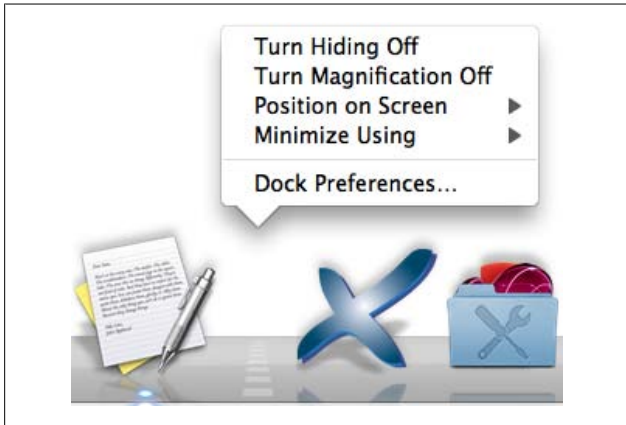 Turn Hiding Off
Turn Magnification Off
Position on Screen
Minimize Using
Dock Preferences...